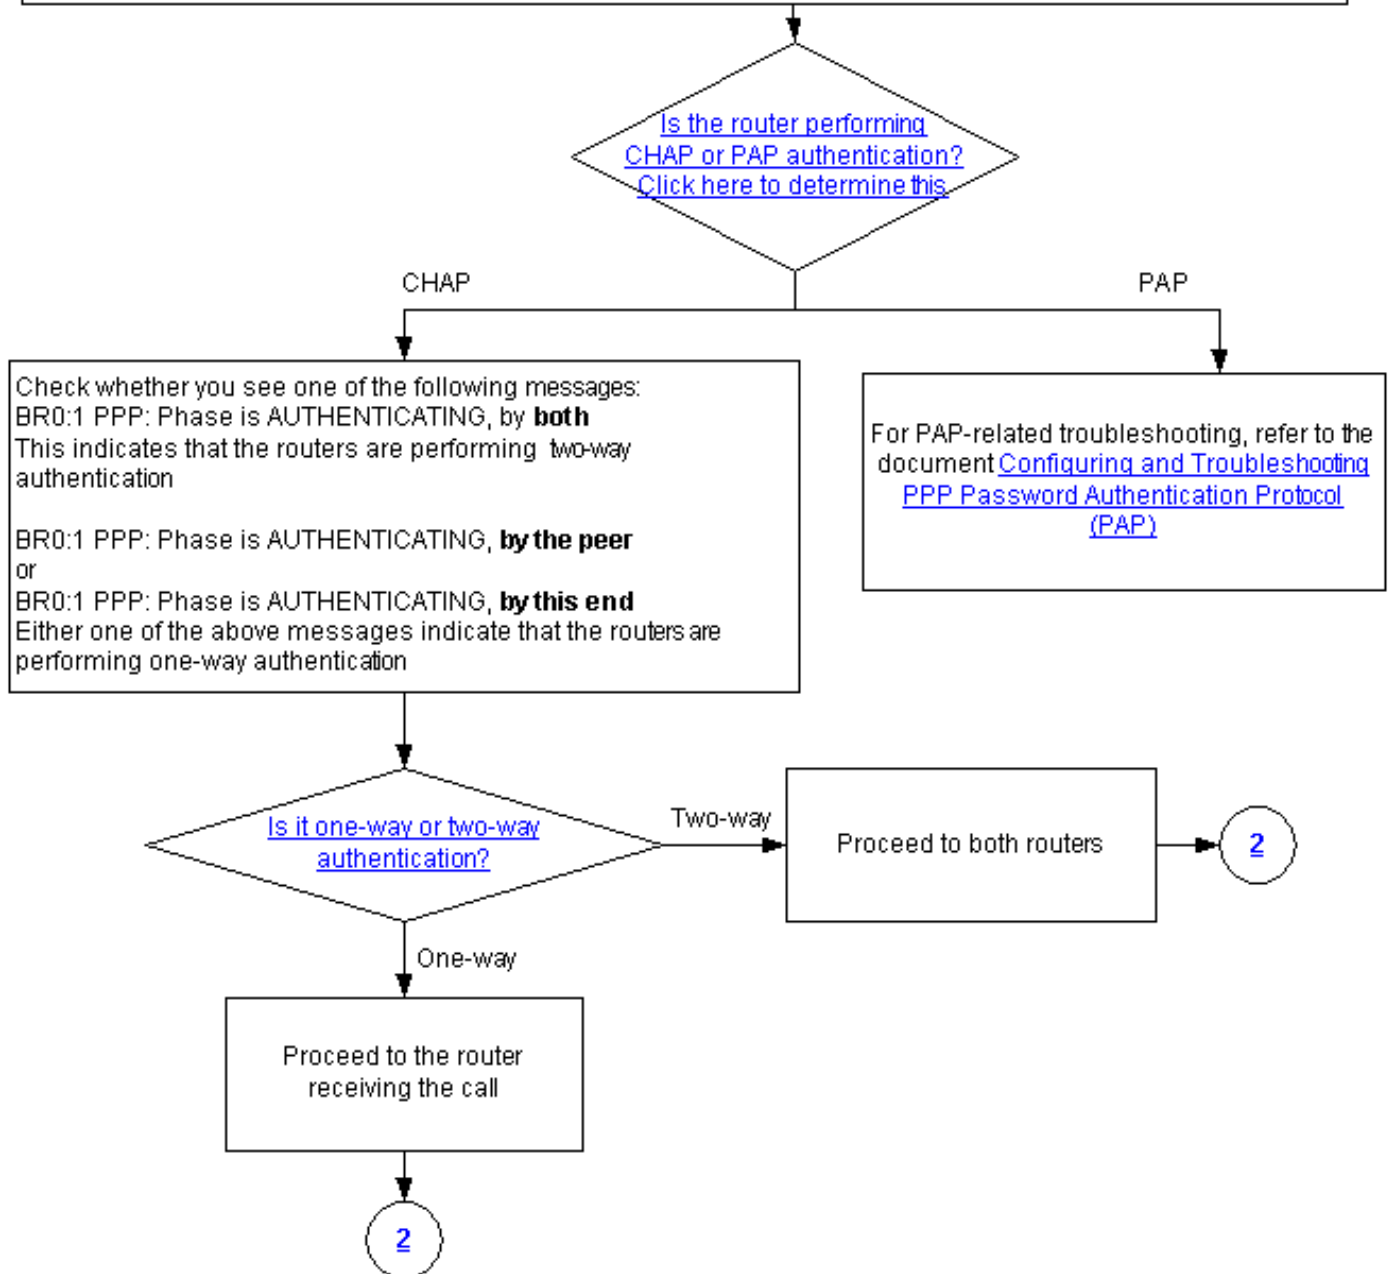 Is the router performing
CHAP or PAP authentication?
Click here to determine this
CHAP
PAP
Check whether you see one of the following messages:
BR0:1 PPP: Phase is AUTHENTICATING, by both
This indicates that the routers are performing two-way
authentication
BR0:1 PPP: Phase is AUTHENTICATING, by the peer
or
BR0:1 PPP: Phase is AUTHENTICATING, by this end
Either one of the above messages indicate that the routers are
performing one-way authentication
For PAP-related troubleshooting, refer to the
document Configuring and Troubleshooting
PPP Password Authentication Protocol
(PAP)
Is it one-way or two-way
authentication?
Two-way
Proceed to both routers
2
One-way
Proceed to the router
receiving the call
2